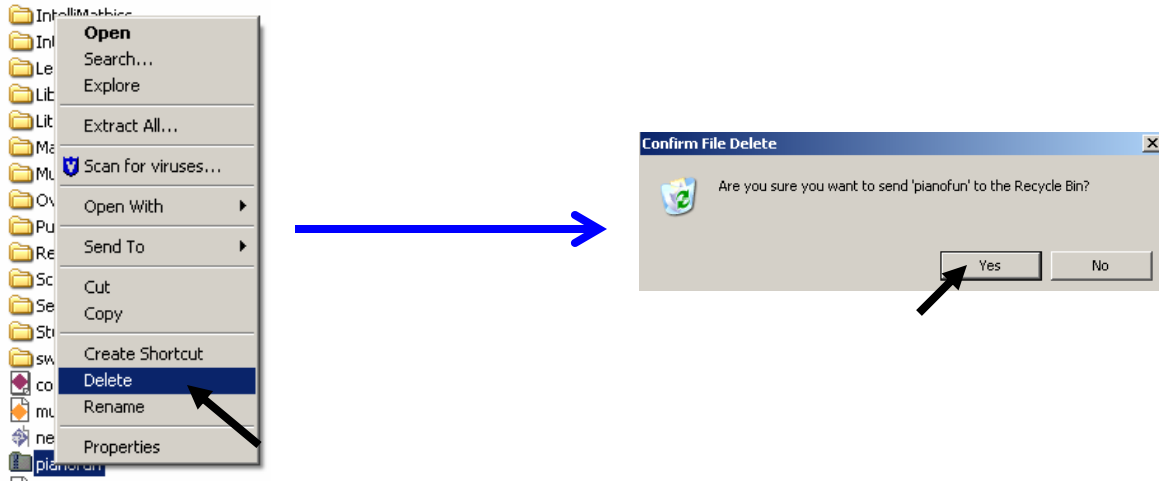 IntelliMathics
Open
Search...
Explore
Extract All...
Scan for viruses...
Open With
Send To
Cut
Copy
Create Shortcut
Delete
Rename
Properties
pianofun
Confirm File Delete
Are you sure you want to send 'pianofun' to the Recycle Bin?
Yes
No